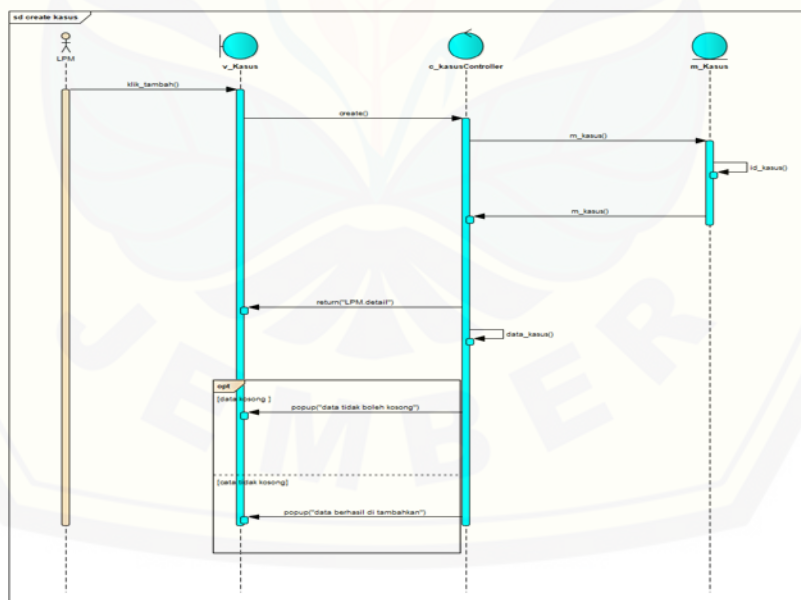 sd create kasus
LPM
v_Kasus
c_kasusController
m_Kasus
klik_tambah()
create()
m_kasus()
id_kasus()
m_kasus()
return("LPM.detail")
data_kasus()
opt
[data kosong ]
popup("data tidak boleh kosong")
[data tidak kosong]
popup("data berhasil di tambahkan")
JEMBER